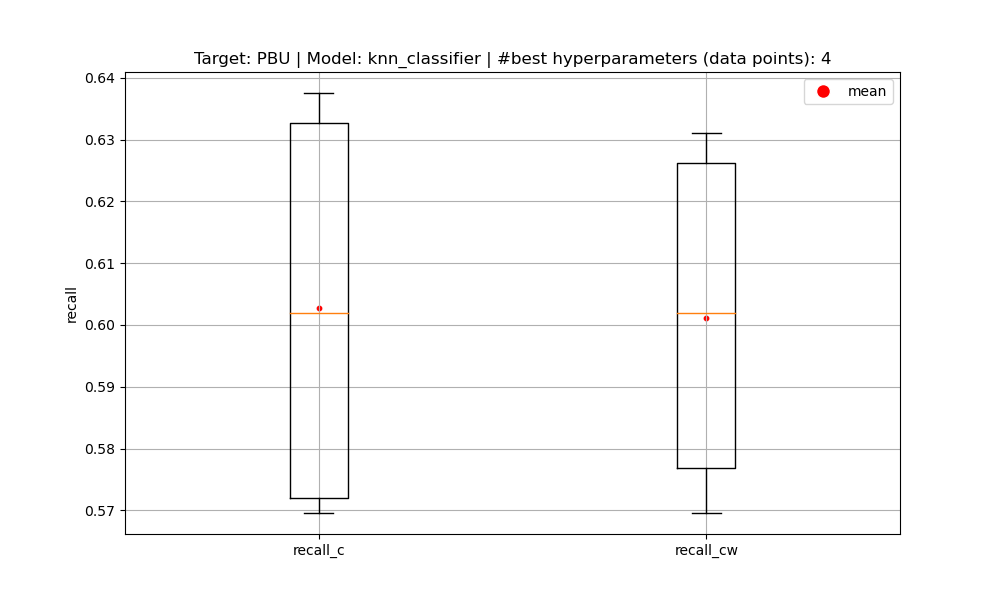 Target: PBU | Model: knn_classifier | #best hyperparameters (data points): 4
mean
0.64
0.63
0.62
0.61
0.60
0.59
0.58
0.57
recall
recall_c
recall_cw